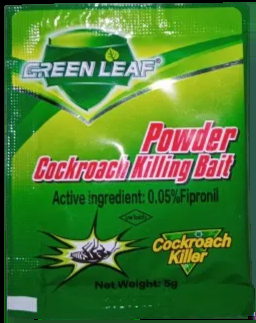 GREEN LEAF®
Powder
Cockroach Killing Bait
Active Ingredient: 0.05%Fipronil
Cockroach
Killer
Net Weight: 5g